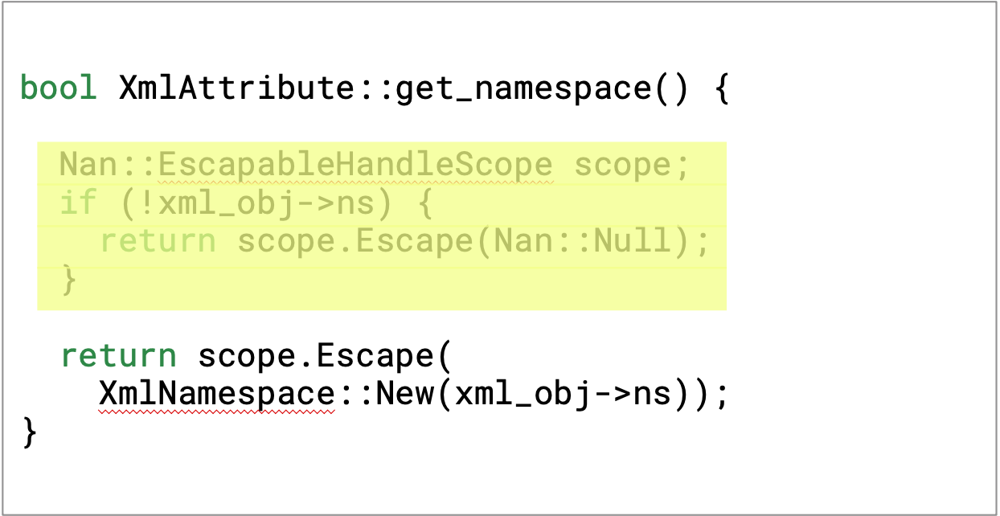 bool XmlAttribute::get_namespace() {
Nan::EscapableHandleScope scope;
if (!xml_obj->ns) {
return scope.Escape(Nan::Null);
}
return scope.Escape(
XmlNamespace::New(xml_obj->ns));
}